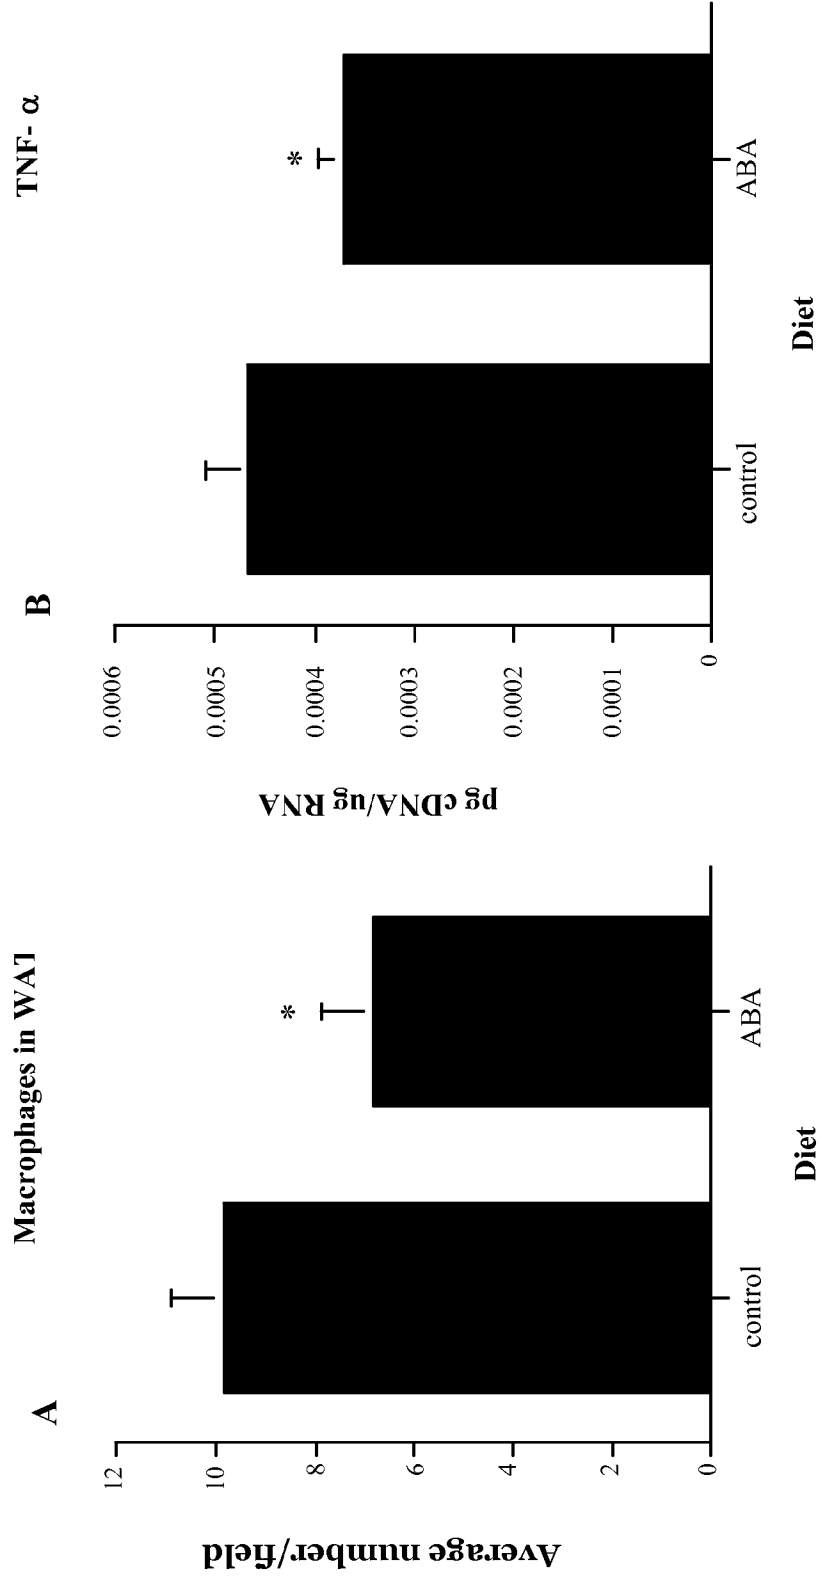 A
Macrophages in WAT
Average number/field
12
10
8
6
4
2
0
*
control
ABA
Diet
B
TNF- α
pg cDNA/ug RNA
0.0006
0.0005
0.0004
0.0003
0.0002
0.0001
0
*
control
ABA
Diet